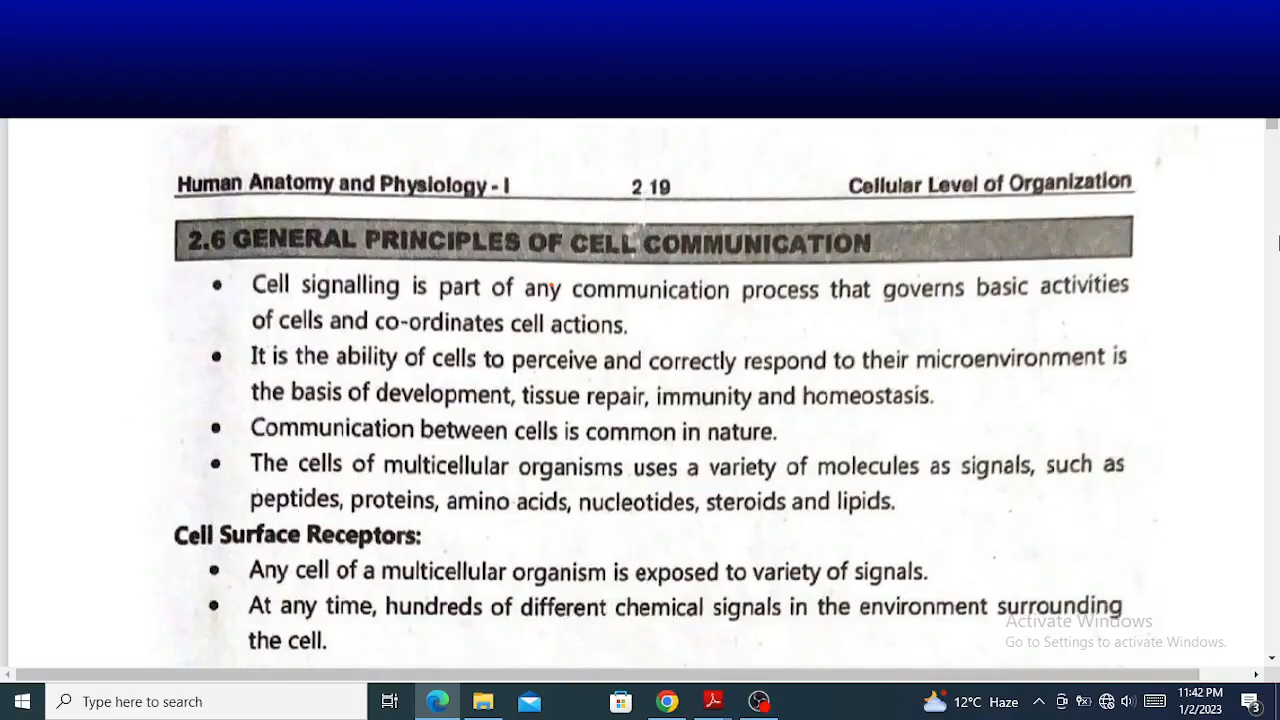 Human Anatomy and Physiology - I 2.19 Cellular Level of Organization
2.6 GENERAL PRINCIPLES OF CELL COMMUNICATION
• Cell signalling is part of any communication process that governs basic activities
of cells and co-ordinates cell actions.
• It is the ability of cells to perceive and correctly respond to their microenvironment is
the basis of development, tissue repair, immunity and homeostasis.
• Communication between cells is common in nature.
• The cells of multicellular organisms uses a variety of molecules as signals, such as
peptides, proteins, amino acids, nucleotides, steroids and lipids.
Cell Surface Receptors:
• Any cell of a multicellular organism is exposed to variety of signals.
• At any time, hundreds of different chemical signals in the environment surrounding
the cell.
Activate Windows
Go to Settings to activate Windows.
Type here to search
12°C Haze
11:42 PM
1/2/2023
3